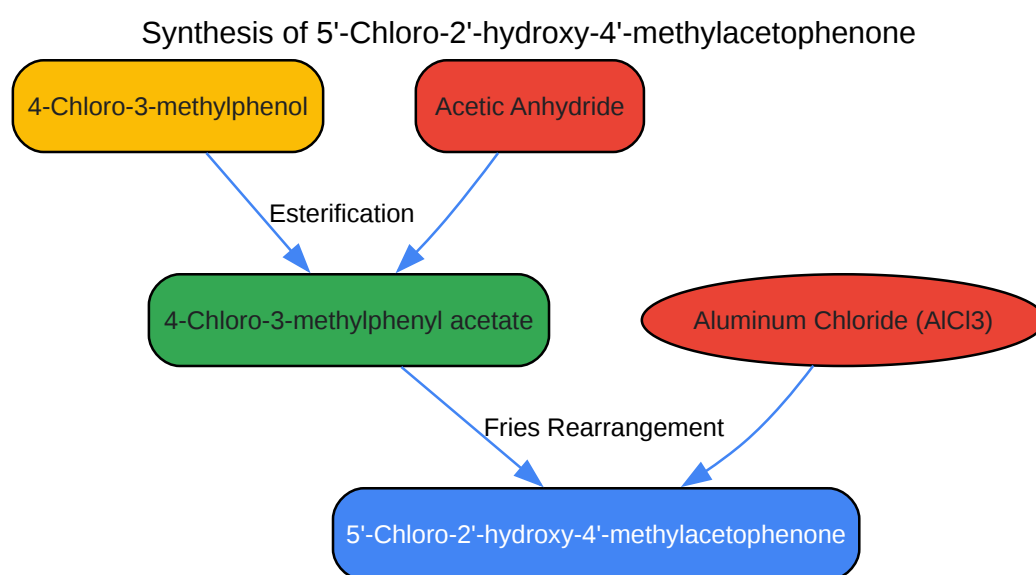 Synthesis of 5'-Chloro-2'-hydroxy-4'-methylacetophenone
4-Chloro-3-methylphenol
Acetic Anhydride
Esterification
4-Chloro-3-methylphenyl acetate
Aluminum Chloride (AlCl3)
Fries Rearrangement
5'-Chloro-2'-hydroxy-4'-methylacetophenone